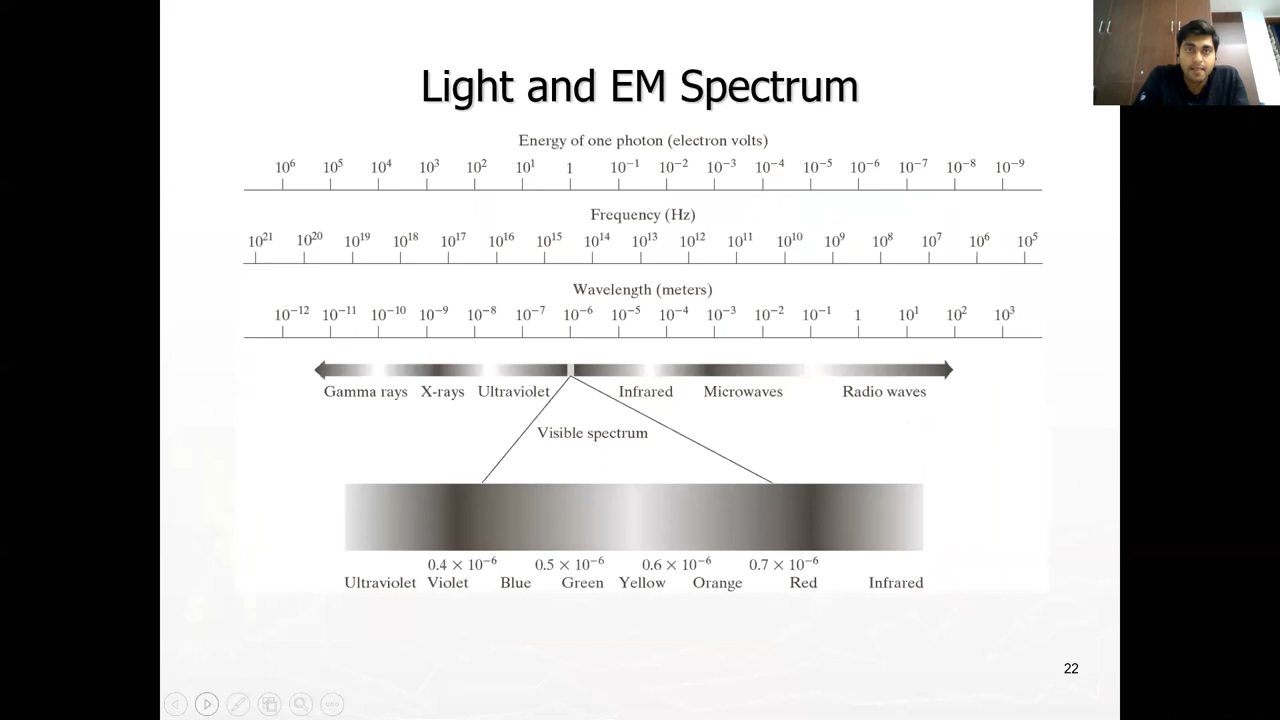 Light and EM Spectrum
Energy of one photon (electron volts)
10⁶ 10⁵ 10⁴ 10³ 10² 10¹ 1 10⁻¹ 10⁻² 10⁻³ 10⁻⁴ 10⁻⁵ 10⁻⁶ 10⁻⁷ 10⁻⁸ 10⁻⁹
Frequency (Hz)
10²¹ 10²⁰ 10¹⁹ 10¹⁸ 10¹⁷ 10¹⁶ 10¹⁵ 10¹⁴ 10¹³ 10¹² 10¹¹ 10¹⁰ 10⁹ 10⁸ 10⁷ 10⁶ 10⁵
Wavelength (meters)
10⁻¹² 10⁻¹¹ 10⁻¹⁰ 10⁻⁹ 10⁻⁸ 10⁻⁷ 10⁻⁶ 10⁻⁵ 10⁻⁴ 10⁻³ 10⁻² 10⁻¹ 1 10¹ 10² 10³
Gamma rays X-rays Ultraviolet Infrared Microwaves Radio waves
Visible spectrum
0.4 × 10⁻⁶ 0.5 × 10⁻⁶ 0.6 × 10⁻⁶ 0.7 × 10⁻⁶
Ultraviolet Violet Blue Green Yellow Orange Red Infrared
22